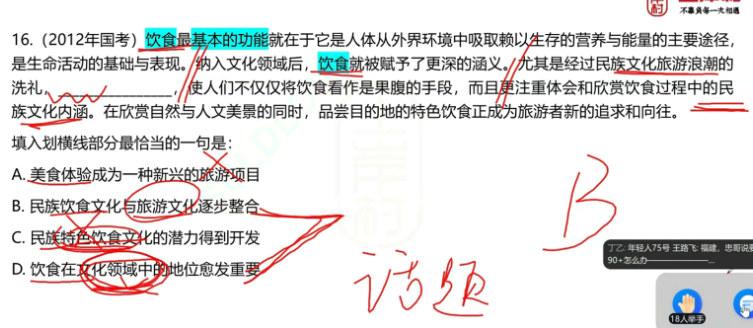 不辜负每一次相遇
16.（2012年国考）饮食最基本的功能就在于它是人体从外界环境中吸取赖以生存的营养与能量的主要途径，
是生命活动的基础与表现。纳入文化领域后，饮食就被赋予了更深的涵义。尤其是经过民族文化旅游浪潮的
洗礼，________________，使人们不仅仅将饮食看作是果腹的手段，而且更注重体会和欣赏饮食过程中的民
族文化内涵。在欣赏自然与人文美景的同时，品尝目的地的特色饮食正成为旅游者新的追求和向往。
填入划横线部分最恰当的一句是：
A. 美食体验成为一种新兴的旅游项目
B. 民族饮食文化与旅游文化逐步整合
C. 民族特色饮食文化的潜力得到开发
D. 饮食在文化领域中的地位愈发重要
B
话题
丁乙: 年轻人75号 王路飞: 福建，忠哥说要
90+怎么办——————...
18人举手